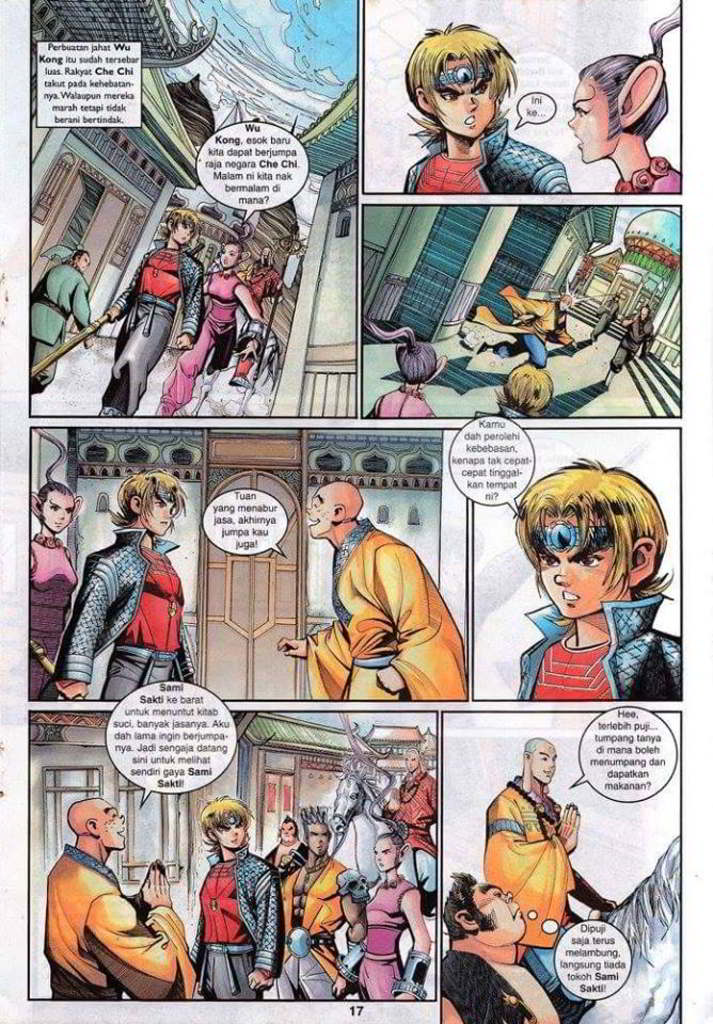 Perbuatan jahat Wu
Kong itu sudah tersebar
luas. Rakyat Che Chi
takut pada kehebatan-
nya. Walaupun mereka
marah tetapi tidak
berani bertindak.
Wu
Kong, esok baru
kita dapat berjumpa
raja negara Che Chi.
Malam ni kita nak
bermalam di
mana?
Ini
ke...
Tuan
yang menabur
jasa, akhirnya
jumpa kau
juga!
Kamu
dah perolehi
kebebasan,
kenapa tak cepat-
cepat tinggal-
kan tempat
ni?
Sami
Sakti ke barat
untuk menuntut kitab
suci, banyak jasanya. Aku
dah lama ingin berjumpa-
nya. Jadi sengaja datang
sini untuk melihat
sendiri gaya Sami
Sakti!
Hee,
terlebih puji...
tumpang tanya
di mana boleh
menumpang dan
dapatkan
makanan?
Dipuji
saja terus
melambung,
langsung tiada
tokoh Sami
Sakti!
17